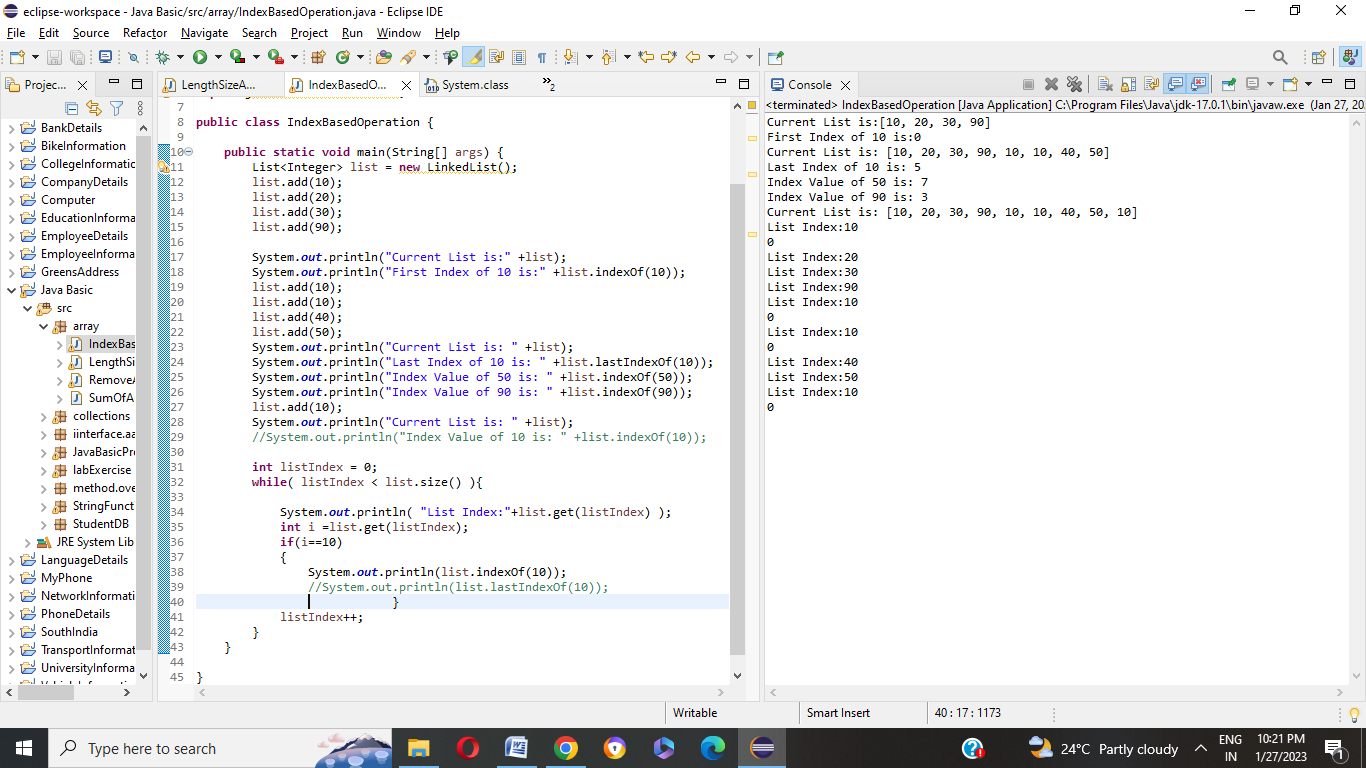 eclipse-workspace - Java Basic/src/array/IndexBasedOperation.java - Eclipse IDE
File Edit Source Refactor Navigate Search Project Run Window Help
Projec...
BankDetails
BikeInformation
CollegeInformatic
CompanyDetails
Computer
EducationInforma
EmployeeDetails
EmployeeInforma
GreensAddress
Java Basic
src
array
IndexBas
LengthSi
RemoveA
SumOfA
collections
iinterface.aa
JavaBasicPr
labExercise
method.ove
StringFunct
StudentDB
JRE System Lib
LanguageDetails
MyPhone
NetworkInformati
PhoneDetails
SouthIndia
TransportInformat
UniversityInforma
LengthSizeA... IndexBasedO... System.class »2
7
8 public class IndexBasedOperation {
9
10 public static void main(String[] args) {
11 List<Integer> list = new LinkedList();
12 list.add(10);
13 list.add(20);
14 list.add(30);
15 list.add(90);
16
17 System.out.println("Current List is:" +list);
18 System.out.println("First Index of 10 is:" +list.indexOf(10));
19 list.add(10);
20 list.add(10);
21 list.add(40);
22 list.add(50);
23 System.out.println("Current List is: " +list);
24 System.out.println("Last Index of 10 is: " +list.lastIndexOf(10));
25 System.out.println("Index Value of 50 is: " +list.indexOf(50));
26 System.out.println("Index Value of 90 is: " +list.indexOf(90));
27 list.add(10);
28 System.out.println("Current List is: " +list);
29 //System.out.println("Index Value of 10 is: " +list.indexOf(10));
30
31 int listIndex = 0;
32 while( listIndex < list.size() ){
33
34 System.out.println( "List Index:"+list.get(listIndex) );
35 int i =list.get(listIndex);
36 if(i==10)
37 {
38 System.out.println(list.indexOf(10));
39 //System.out.println(list.lastIndexOf(10));
40 }
41 listIndex++;
42 }
43 }
44
45 }
Console
<terminated> IndexBasedOperation [Java Application] C:\Program Files\Java\jdk-17.0.1\bin\javaw.exe (Jan 27, 20
Current List is:[10, 20, 30, 90]
First Index of 10 is:0
Current List is: [10, 20, 30, 90, 10, 10, 40, 50]
Last Index of 10 is: 5
Index Value of 50 is: 7
Index Value of 90 is: 3
Current List is: [10, 20, 30, 90, 10, 10, 40, 50, 10]
List Index:10
0
List Index:20
List Index:30
List Index:90
List Index:10
0
List Index:10
0
List Index:40
List Index:50
List Index:10
0
Writable Smart Insert 40 : 17 : 1173
Type here to search
24°C Partly cloudy
ENG
IN
10:21 PM
1/27/2023
1